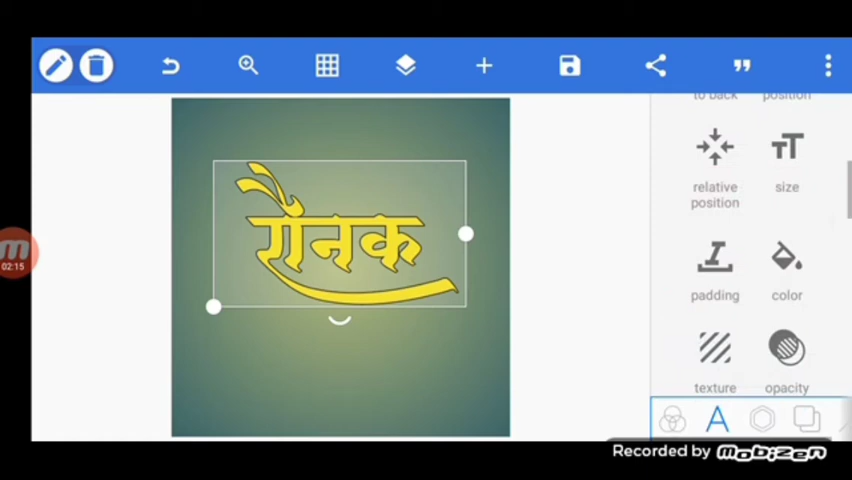 to back position
relative position
size
रौनक
padding
color
texture
opacity
02:15
Recorded by mobizen